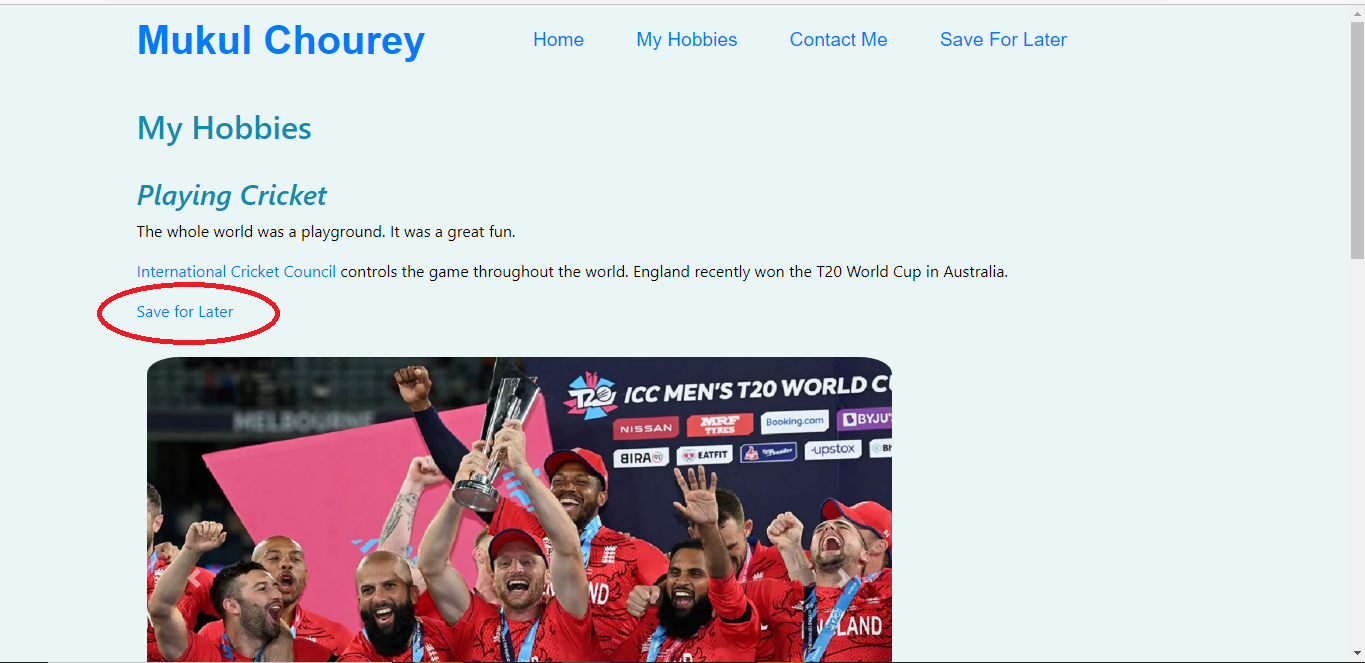 Mukul Chourey
Home My Hobbies Contact Me Save For Later
My Hobbies
Playing Cricket
The whole world was a playground. It was a great fun.
International Cricket Council controls the game throughout the world. England recently won the T20 World Cup in Australia.
Save for Later
T20 ICC MEN'S T20 WORLD CU
NISSAN MRF TYRES Booking.com BYJU'
BIRA 91 EATFIT upstox
MELBOURNE
LAND